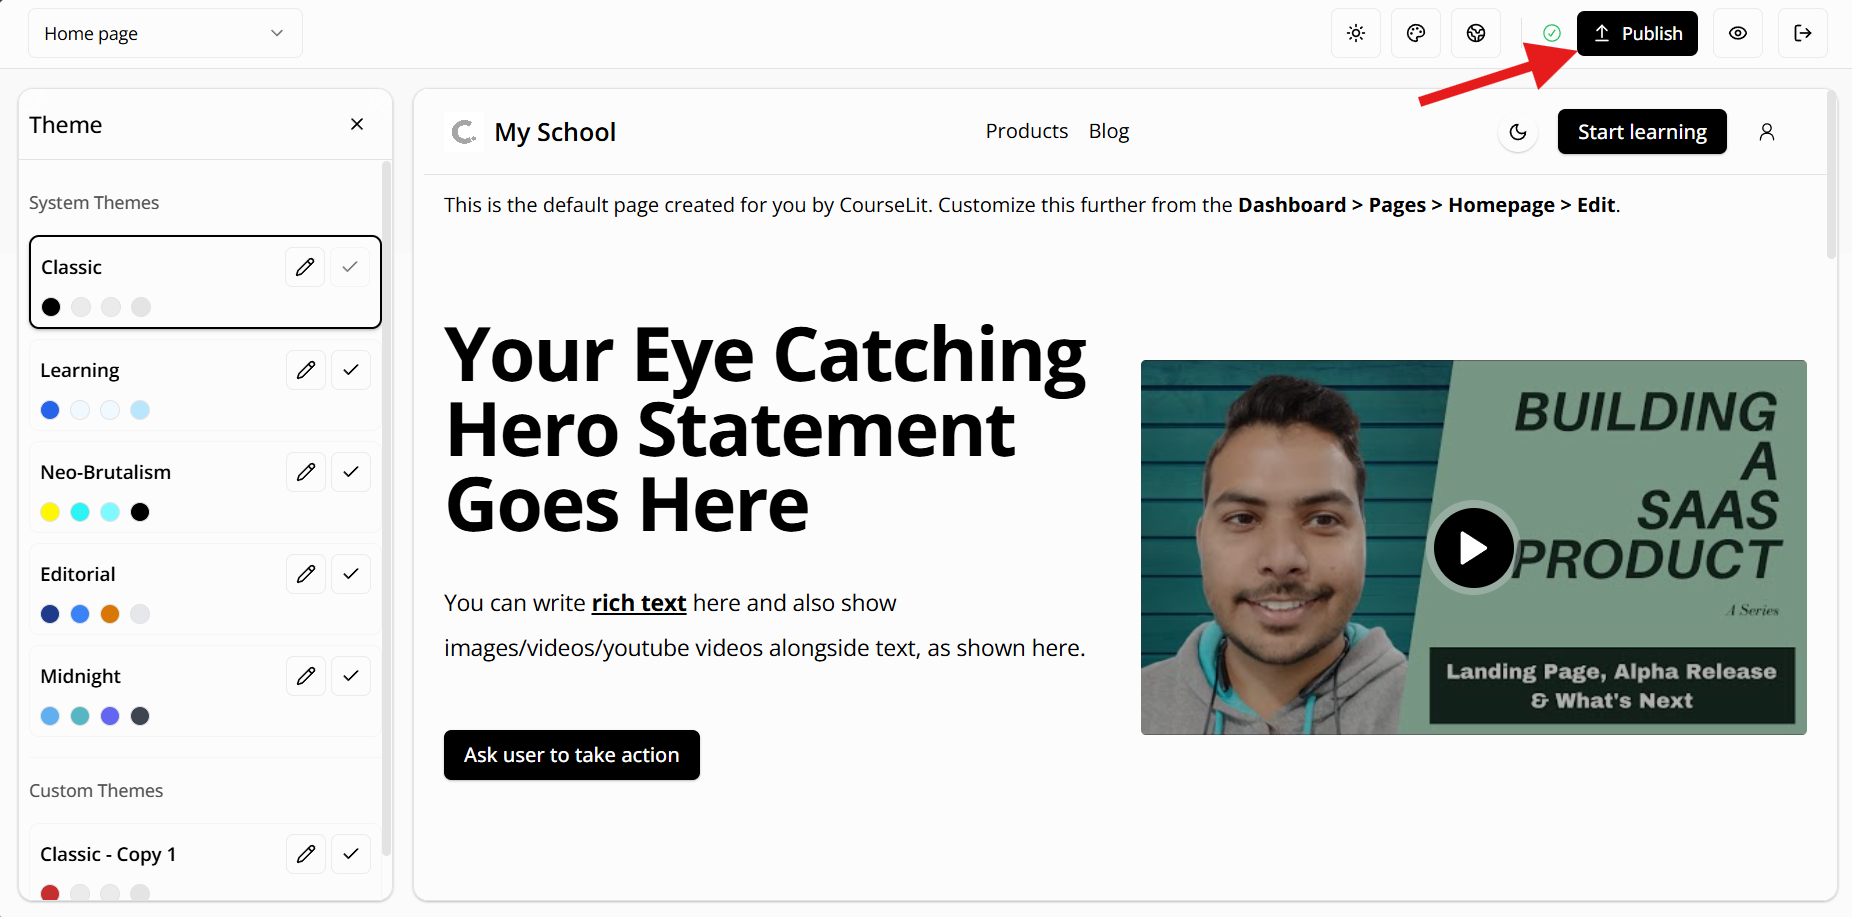 Home page
Publish
Theme
System Themes
Classic
Learning
Neo-Brutalism
Editorial
Midnight
Custom Themes
Classic - Copy 1
My School
Products
Blog
Start learning
This is the default page created for you by CourseLit. Customize this further from the Dashboard > Pages > Homepage > Edit.
Your Eye Catching
Hero Statement
Goes Here
You can write rich text here and also show
images/videos/youtube videos alongside text, as shown here.
Ask user to take action
BUILDING
A
SAAS
PRODUCT
A Series
Landing Page, Alpha Release
& What's Next